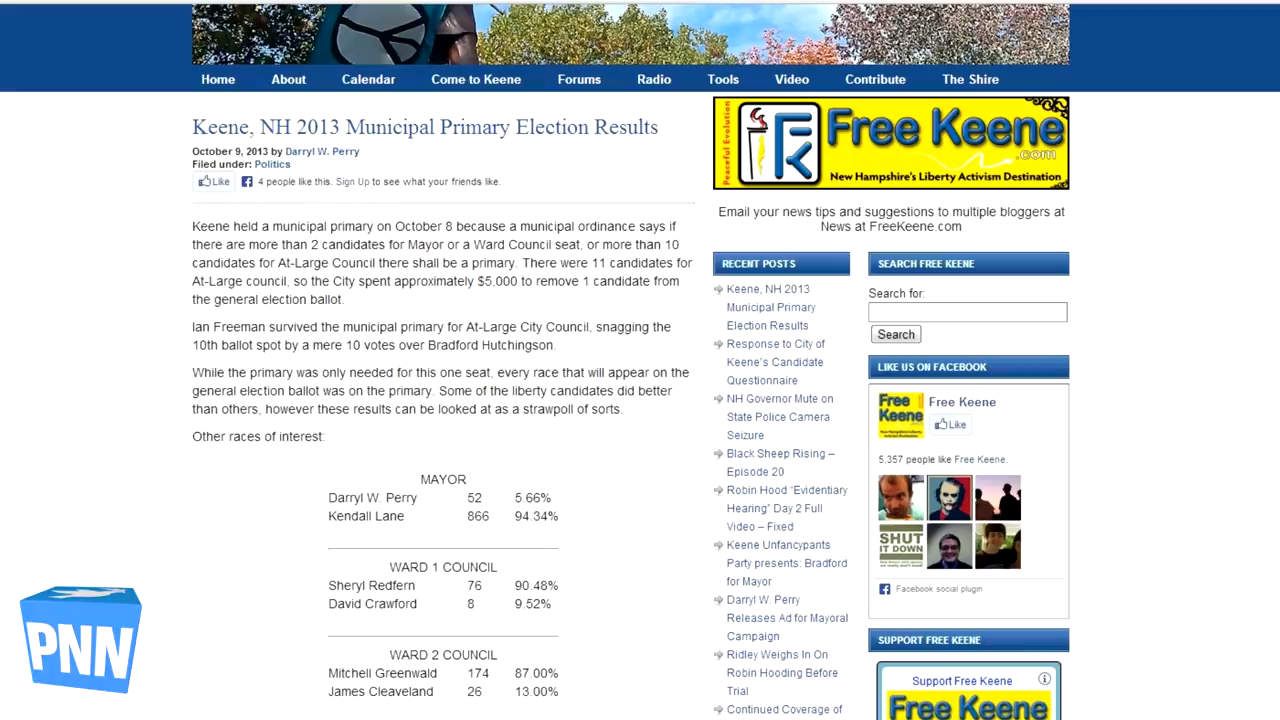 Home About Calendar Come to Keene Forums Radio Tools Video Contribute The Shire
Keene, NH 2013 Municipal Primary Election Results
October 9, 2013 by Darryl W. Perry
Filed under: Politics
Like 4 people like this. Sign Up to see what your friends like.
Keene held a municipal primary on October 8 because a municipal ordinance says if
there are more than 2 candidates for Mayor or a Ward Council seat, or more than 10
candidates for At-Large Council there shall be a primary. There were 11 candidates for
At-Large council, so the City spent approximately $5,000 to remove 1 candidate from
the general election ballot.
Ian Freeman survived the municipal primary for At-Large City Council, snagging the
10th ballot spot by a mere 10 votes over Bradford Hutchingson.
While the primary was only needed for this one seat, every race that will appear on the
general election ballot was on the primary. Some of the liberty candidates did better
than others, however these results can be looked at as a strawpoll of sorts.
Other races of interest:
MAYOR
Darryl W. Perry 52 5.66%
Kendall Lane 866 94.34%
WARD 1 COUNCIL
Sheryl Redfern 76 90.48%
David Crawford 8 9.52%
WARD 2 COUNCIL
Mitchell Greenwald 174 87.00%
James Cleaveland 26 13.00%
PNN
Peaceful Evolution
FK
Free Keene
.com
New Hampshire's Liberty Activism Destination
Email your news tips and suggestions to multiple bloggers at
News at FreeKeene.com
RECENT POSTS
Keene, NH 2013
Municipal Primary
Election Results
Response to City of
Keene's Candidate
Questionnaire
NH Governor Mute on
State Police Camera
Seizure
Black Sheep Rising –
Episode 20
Robin Hood "Evidentiary
Hearing" Day 2 Full
Video – Fixed
Keene Unfancypants
Party presents: Bradford
for Mayor
Darryl W. Perry
Releases Ad for Mayoral
Campaign
Ridley Weighs In On
Robin Hooding Before
Trial
Continued Coverage of
SEARCH FREE KEENE
Search for:
Search
LIKE US ON FACEBOOK
Free
Keene
Free Keene
Like
5,357 people like Free Keene.
SHUT
IT DOWN
Facebook social plugin
SUPPORT FREE KEENE
Support Free Keene
Free Keene